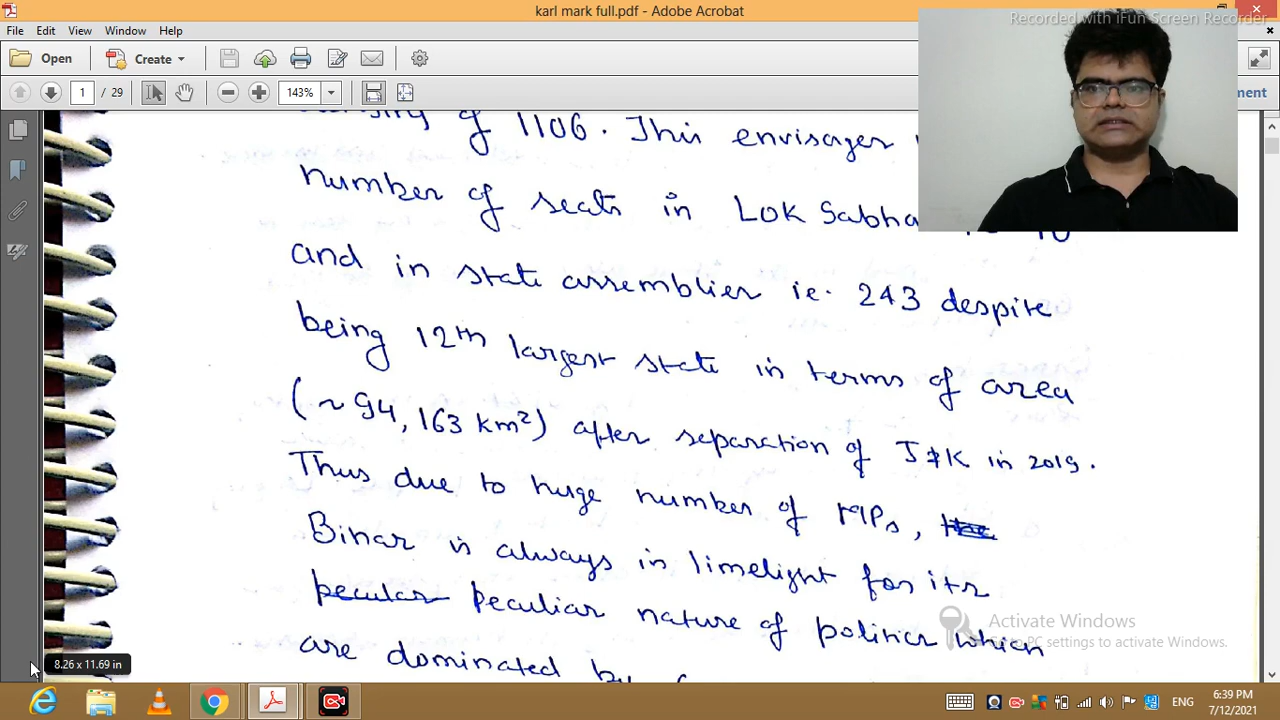 karl mark full.pdf - Adobe Acrobat
Recorded with iFun Screen Recorder
File Edit View Window Help
Open Create
1 / 29 143% ment
of 1106. This envisages
number of seats in Lok Sabha 40
and in state assemblies ie. 243 despite
being 12th largest state in terms of area
(~ 94,163 km²) after separation of J&K in 2019.
Thus due to huge number of MPs,
Bihar is always in limelight for its
pecular peculiar nature of politics which
are dominated by
Activate Windows
Go to PC settings to activate Windows.
8.26 x 11.69 in
ENG
6:39 PM
7/12/2021